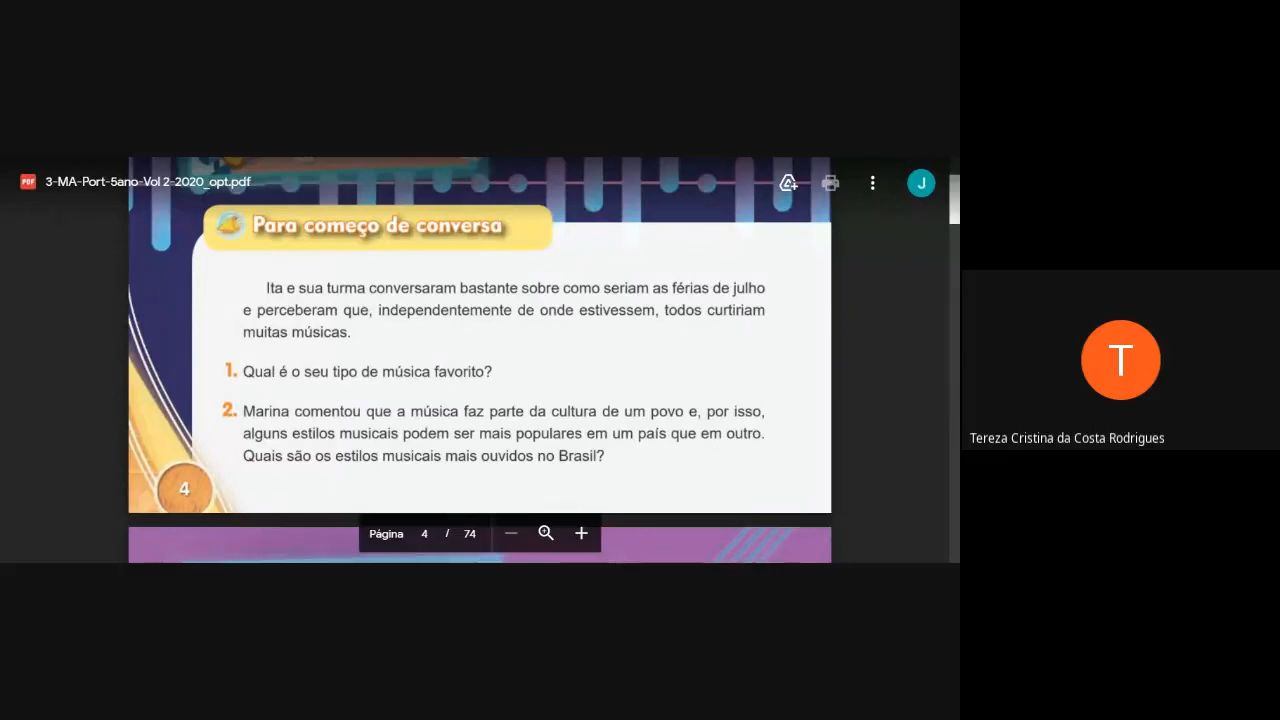 3-MA-Port-5ano-Vol 2-2020_opt.pdf
PDF
J
Para começo de conversa
Ita e sua turma conversaram bastante sobre como seriam as férias de julho
e perceberam que, independentemente de onde estivessem, todos curtiriam
muitas músicas.
1. Qual é o seu tipo de música favorito?
2. Marina comentou que a música faz parte da cultura de um povo e, por isso,
alguns estilos musicais podem ser mais populares em um país que em outro.
Quais são os estilos musicais mais ouvidos no Brasil?
4
Página 4 / 74
T
Tereza Cristina da Costa Rodrigues